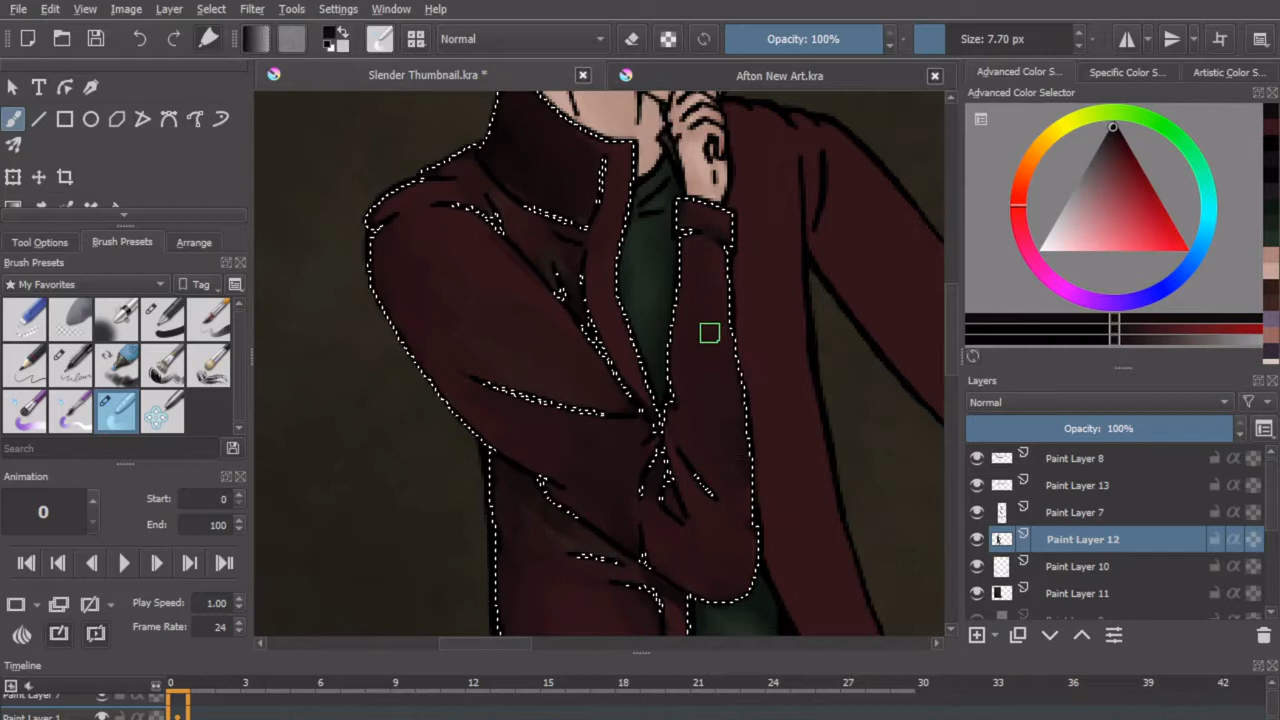 File Edit View Image Layer Select Filter Tools Settings Window Help
Normal Opacity: 100% Size: 7.70 px
Slender Thumbnail.kra * Afton New Art.kra
Advanced Color S... Specific Color S... Artistic Color S...
Advanced Color Selector
Tool Options Brush Presets Arrange
Brush Presets
My Favorites Tag
Search
Animation
0 Start: 0
End: 100
Play Speed: 1.00
Frame Rate: 24
Layers
Normal
Opacity: 100%
Paint Layer 8
Paint Layer 13
Paint Layer 7
Paint Layer 12
Paint Layer 10
Paint Layer 11
Timeline
0 3 6 9 12 15 18 21 24 27 30 33 36 39 42
Paint Layer 7
Paint Layer 1